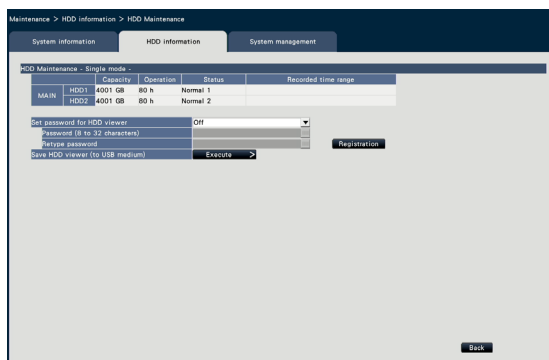 Maintenance > HDD information > HDD Maintenance
System information HDD information System management
HDD Maintenance - Single mode -
Capacity Operation Status Recorded time range
MAIN HDD1 4001 GB 80 h Normal 1
HDD2 4001 GB 80 h Normal 2
Set password for HDD viewer Off
Password (8 to 32 characters)
Retype password Registration
Save HDD viewer (to USB medium) Execute >
Back